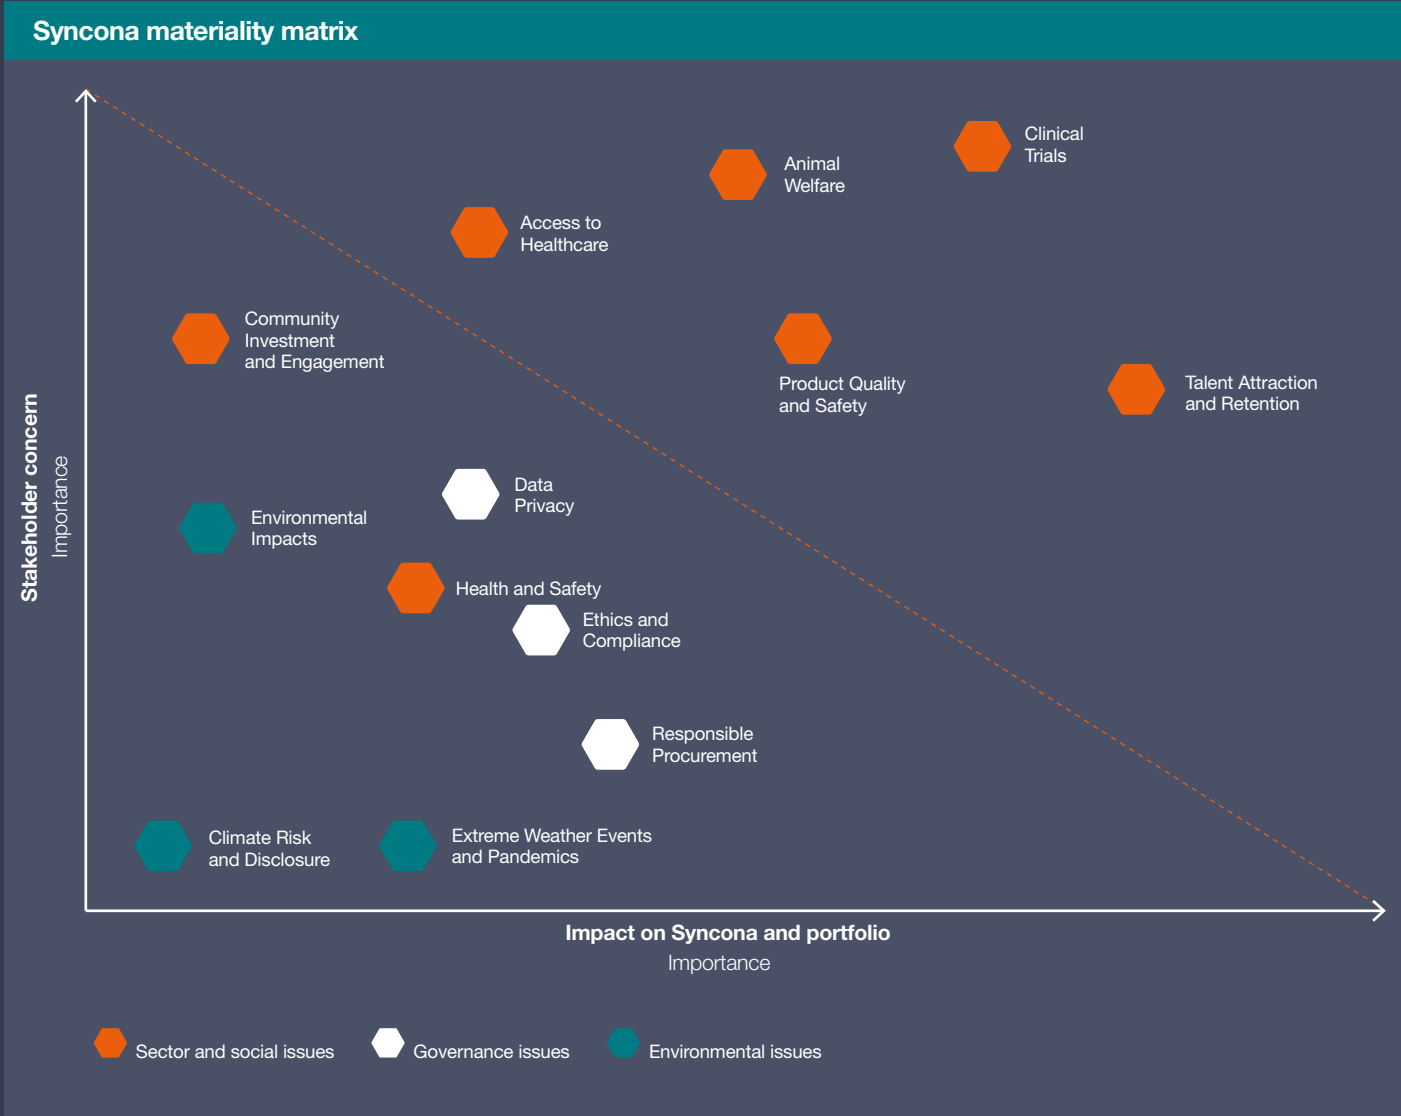 Syncona materiality matrix
Clinical
Trials
Animal
Welfare
Access to
Healthcare
Community
Investment
and Engagement
Product Quality
and Safety
Talent Attraction
and Retention
Stakeholder concern
Importance
Data
Privacy
Environmental
Impacts
Health and Safety
Ethics and
Compliance
Responsible
Procurement
Climate Risk
and Disclosure
Extreme Weather Events
and Pandemics
Impact on Syncona and portfolio
Importance
Sector and social issues
Governance issues
Environmental issues